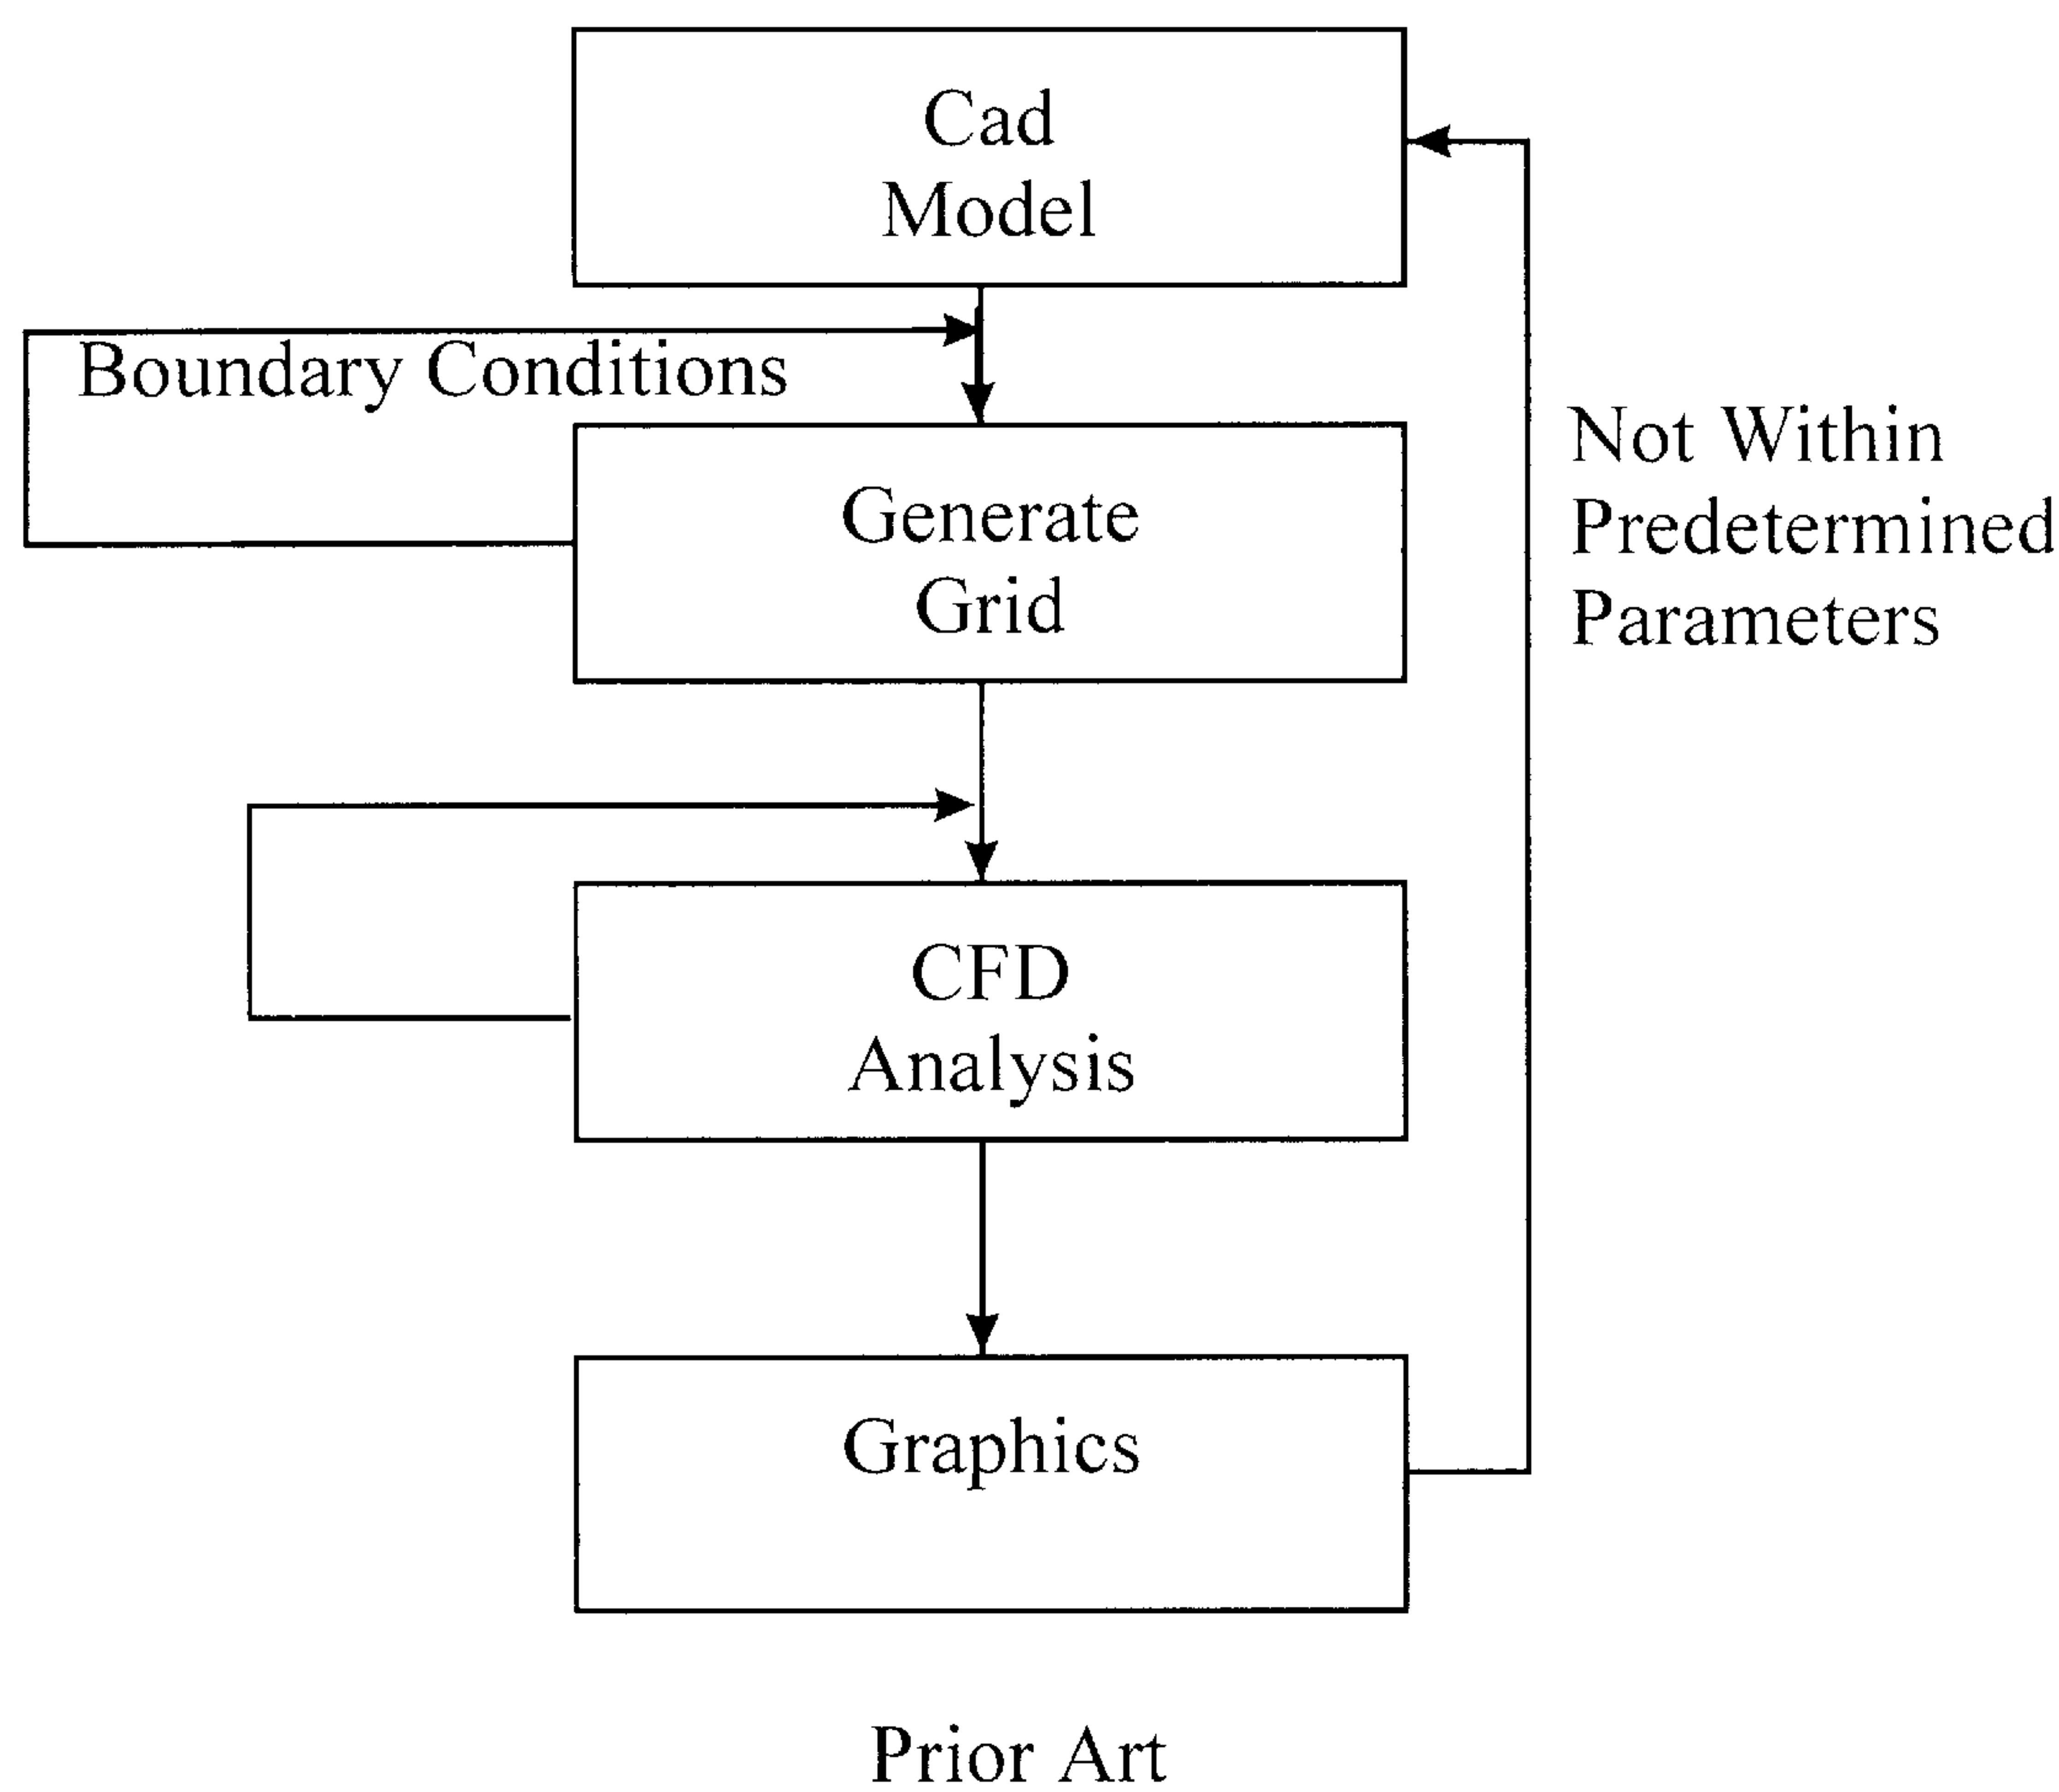 Cad
Model
Boundary Conditions
Generate
Grid
Not Within
Predetermined
Parameters
CFD
Analysis
Graphics
Prior Art